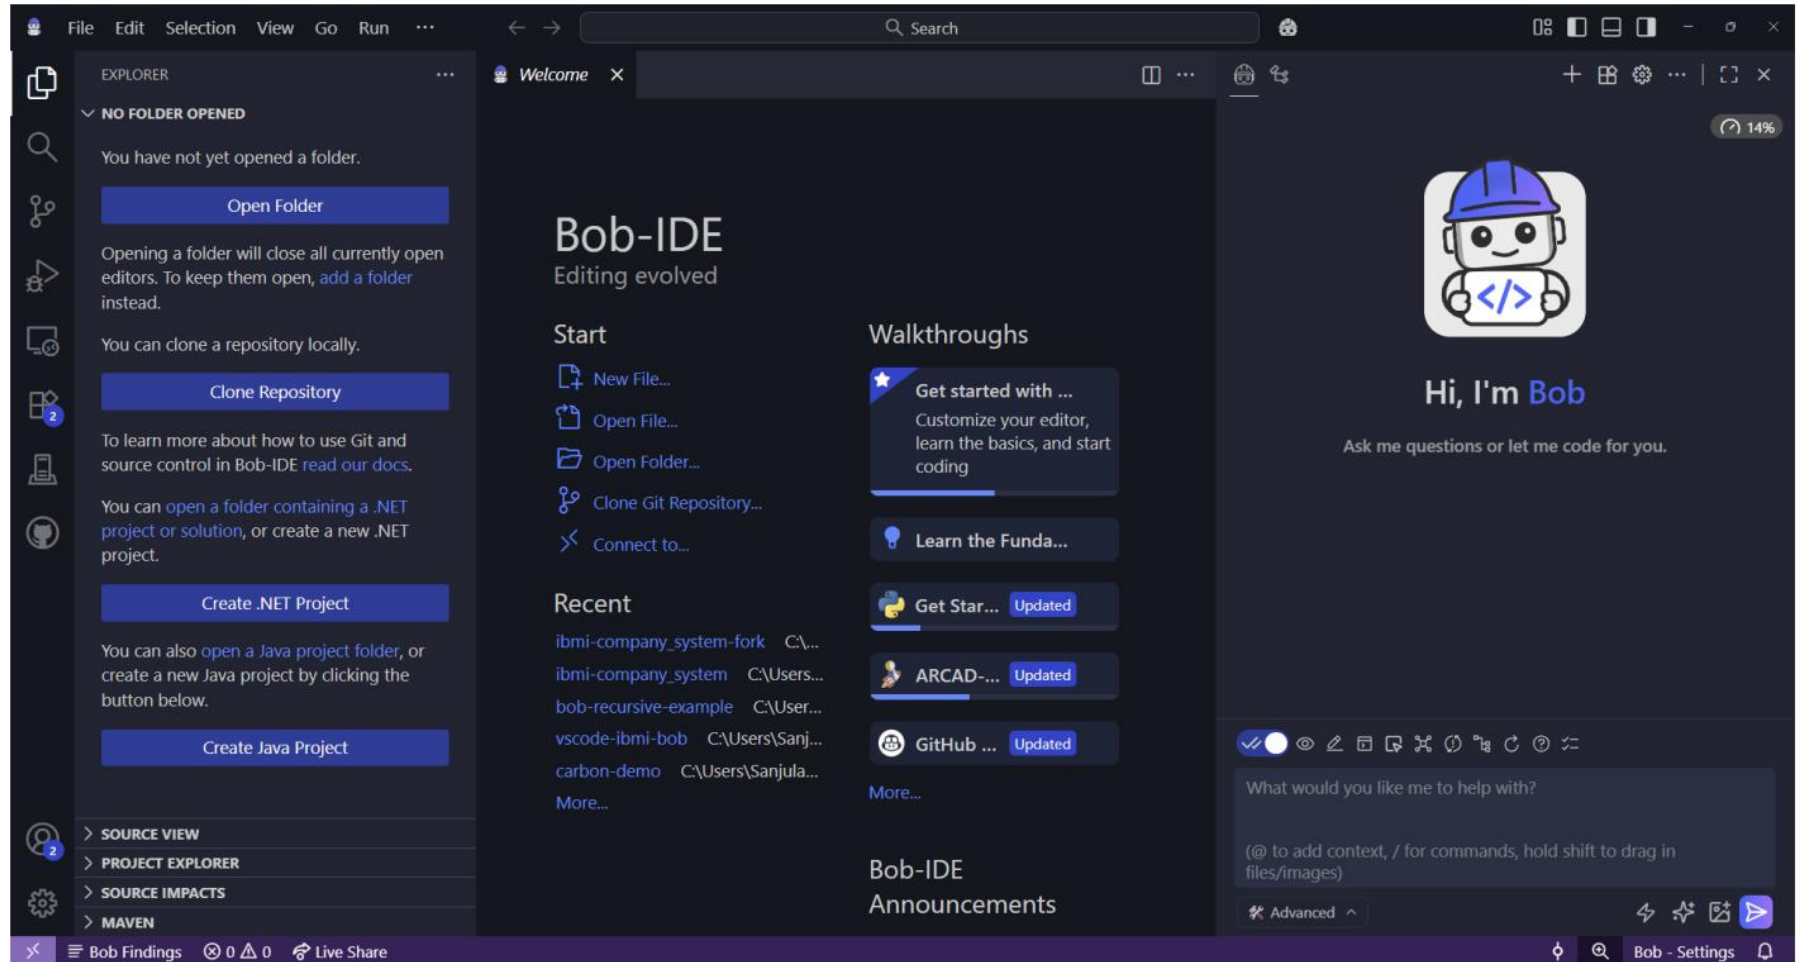 File Edit Selection View Go Run ...
Search
EXPLORER ...
NO FOLDER OPENED
You have not yet opened a folder.
Open Folder
Opening a folder will close all currently open
editors. To keep them open, add a folder
instead.
You can clone a repository locally.
Clone Repository
To learn more about how to use Git and
source control in Bob-IDE read our docs.
You can open a folder containing a .NET
project or solution, or create a new .NET
project.
Create .NET Project
You can also open a Java project folder, or
create a new Java project by clicking the
button below.
Create Java Project
SOURCE VIEW
PROJECT EXPLORER
SOURCE IMPACTS
MAVEN
2
2
Welcome
Bob-IDE
Editing evolved
Start
New File...
Open File...
Open Folder...
Clone Git Repository...
Connect to...
Recent
ibmi-company_system-fork C:\...
ibmi-company_system C:\Users...
bob-recursive-example C:\User...
vscode-ibmi-bob C:\Users\Sanj...
carbon-demo C:\Users\Sanjula...
More...
Walkthroughs
Get started with ...
Customize your editor,
learn the basics, and start
coding
Learn the Funda...
Get Star... Updated
ARCAD-... Updated
GitHub ... Updated
More...
Bob-IDE
Announcements
14%
</>
Hi, I'm Bob
Ask me questions or let me code for you.
What would you like me to help with?
(@ to add context, / for commands, hold shift to drag in
files/images)
Advanced
Bob Findings 0 0 Live Share
Bob - Settings